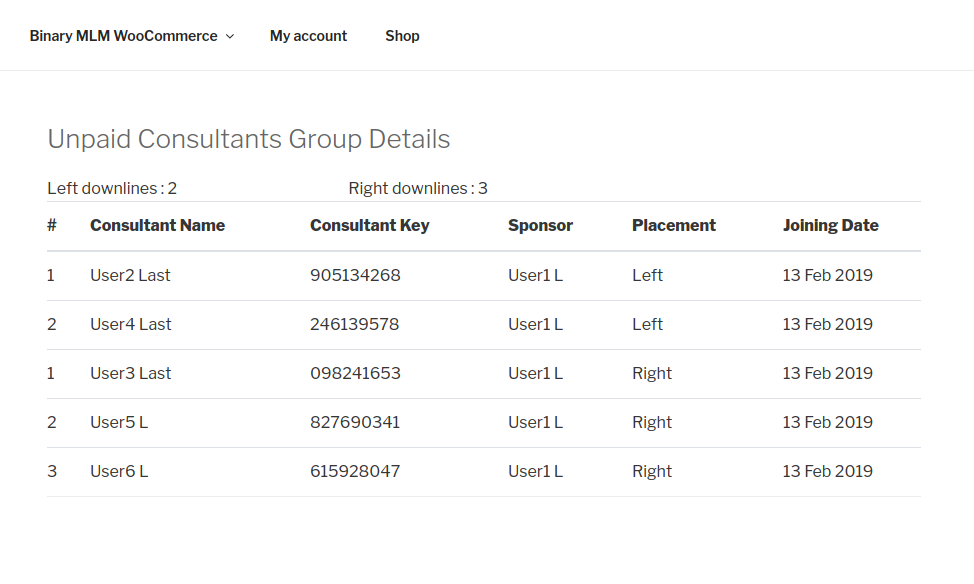 Binary MLM WooCommerce My account Shop
Unpaid Consultants Group Details
Left downlines : 2 Right downlines : 3
# Consultant Name Consultant Key Sponsor Placement Joining Date
1 User2 Last 905134268 User1 L Left 13 Feb 2019
2 User4 Last 246139578 User1 L Left 13 Feb 2019
1 User3 Last 098241653 User1 L Right 13 Feb 2019
2 User5 L 827690341 User1 L Right 13 Feb 2019
3 User6 L 615928047 User1 L Right 13 Feb 2019